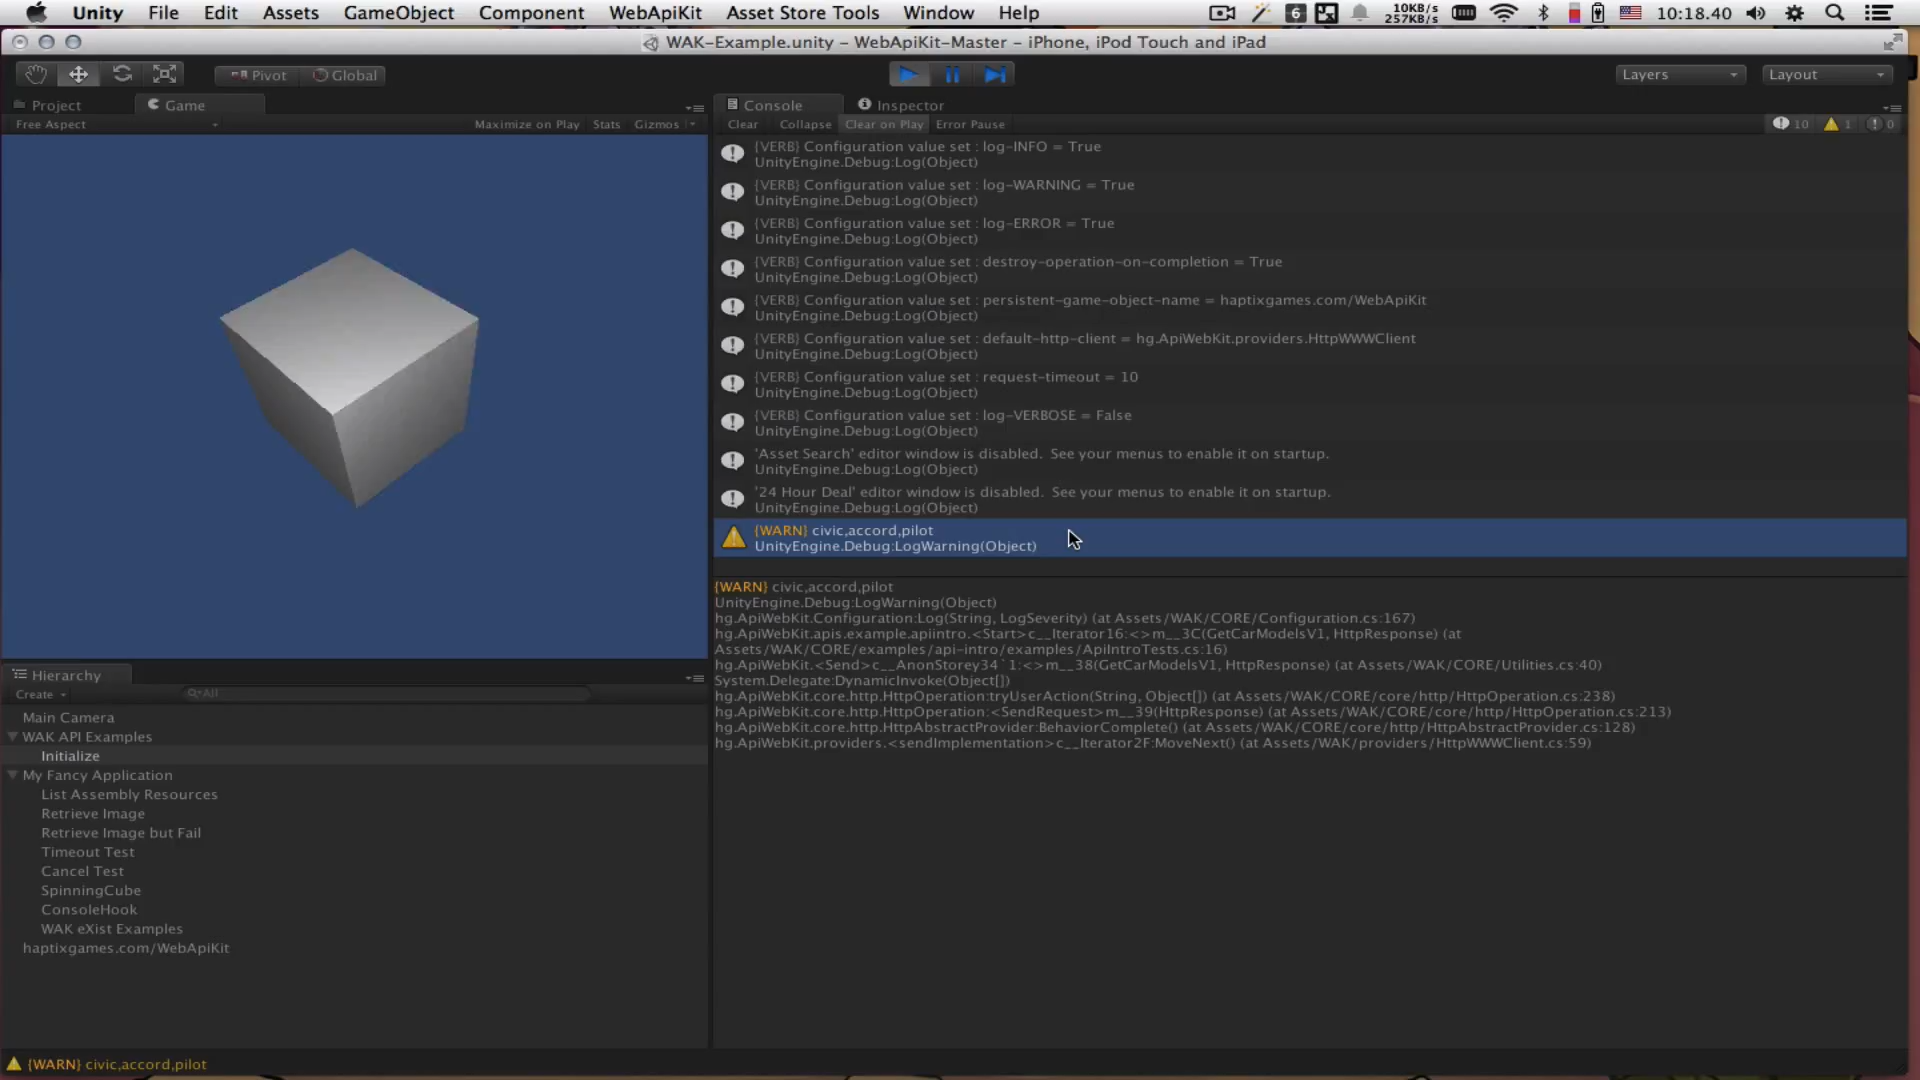 Unity File Edit Assets GameObject Component WebApiKit Asset Store Tools Window Help 6 10KB/s 257KB/s 10:18.40
WAK-Example.unity – WebApiKit-Master – iPhone, iPod Touch and iPad
Pivot Global Layers Layout
Project Game
Free Aspect Maximize on Play Stats Gizmos
Console Inspector
Clear Collapse Clear on Play Error Pause 10 1 0
{VERB} Configuration value set : log-INFO = True
UnityEngine.Debug:Log(Object)
{VERB} Configuration value set : log-WARNING = True
UnityEngine.Debug:Log(Object)
{VERB} Configuration value set : log-ERROR = True
UnityEngine.Debug:Log(Object)
{VERB} Configuration value set : destroy-operation-on-completion = True
UnityEngine.Debug:Log(Object)
{VERB} Configuration value set : persistent-game-object-name = haptixgames.com/WebApiKit
UnityEngine.Debug:Log(Object)
{VERB} Configuration value set : default-http-client = hg.ApiWebKit.providers.HttpWWWClient
UnityEngine.Debug:Log(Object)
{VERB} Configuration value set : request-timeout = 10
UnityEngine.Debug:Log(Object)
{VERB} Configuration value set : log-VERBOSE = False
UnityEngine.Debug:Log(Object)
'Asset Search' editor window is disabled. See your menus to enable it on startup.
UnityEngine.Debug:Log(Object)
'24 Hour Deal' editor window is disabled. See your menus to enable it on startup.
UnityEngine.Debug:Log(Object)
{WARN} civic,accord,pilot
UnityEngine.Debug:LogWarning(Object)
{WARN} civic,accord,pilot
UnityEngine.Debug:LogWarning(Object)
hg.ApiWebKit.Configuration:Log(String, LogSeverity) (at Assets/WAK/CORE/Configuration.cs:167)
hg.ApiWebKit.apis.example.apiintro.<Start>c__Iterator16:<>m__3C(GetCarModelsV1, HttpResponse) (at
Assets/WAK/CORE/examples/api-intro/examples/ApiIntroTests.cs:16)
hg.ApiWebKit.<Send>c__AnonStorey34`1:<>m__38(GetCarModelsV1, HttpResponse) (at Assets/WAK/CORE/Utilities.cs:40)
System.Delegate:DynamicInvoke(Object[])
hg.ApiWebKit.core.http.HttpOperation:tryUserAction(String, Object[]) (at Assets/WAK/CORE/core/http/HttpOperation.cs:238)
hg.ApiWebKit.core.http.HttpOperation:<SendRequest>m__39(HttpResponse) (at Assets/WAK/CORE/core/http/HttpOperation.cs:213)
hg.ApiWebKit.core.http.HttpAbstractProvider:BehaviorComplete() (at Assets/WAK/CORE/core/http/HttpAbstractProvider.cs:128)
hg.ApiWebKit.providers.<sendImplementation>c__Iterator2F:MoveNext() (at Assets/WAK/providers/HttpWWWClient.cs:59)
Hierarchy
Create All
Main Camera
WAK API Examples
Initialize
My Fancy Application
List Assembly Resources
Retrieve Image
Retrieve Image but Fail
Timeout Test
Cancel Test
SpinningCube
ConsoleHook
WAK eXist Examples
haptixgames.com/WebApiKit
{WARN} civic,accord,pilot